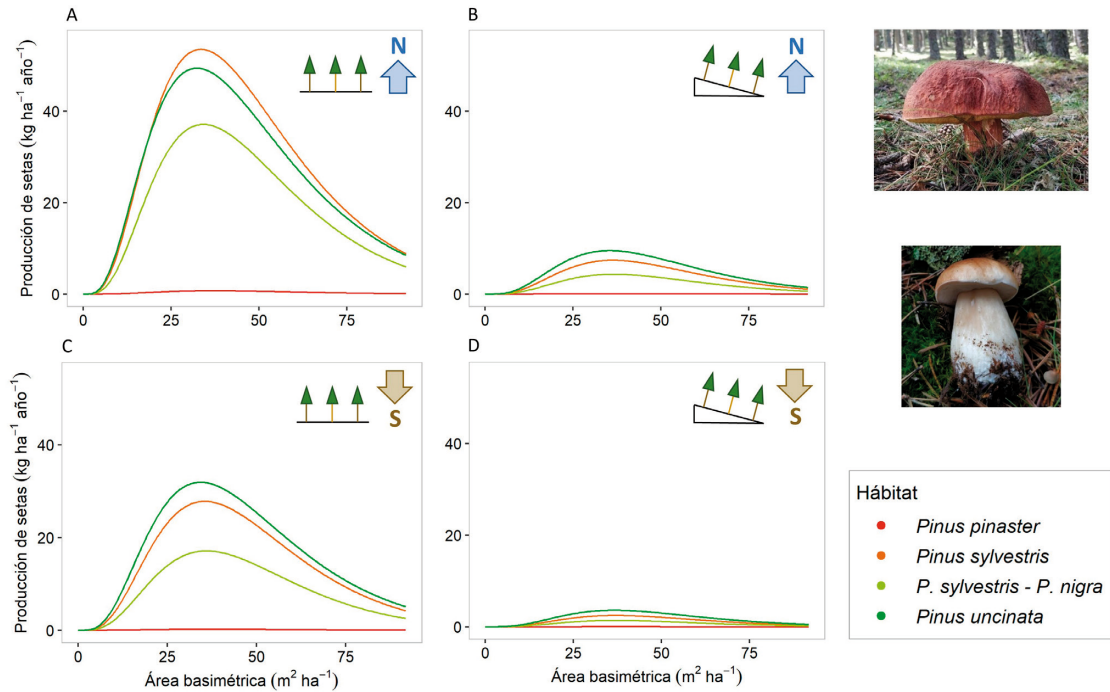 A
B
N
N
Producción de setas (kg ha⁻¹ año⁻¹)
40
20
0
0
25
50
75
40
20
0
0
25
50
75
C
D
S
S
Producción de setas (kg ha⁻¹ año⁻¹)
40
20
0
0
25
50
75
Área basimétrica (m² ha⁻¹)
40
20
0
0
25
50
75
Área basimétrica (m² ha⁻¹)
Hábitat
Pinus pinaster
Pinus sylvestris
P. sylvestris - P. nigra
Pinus uncinata